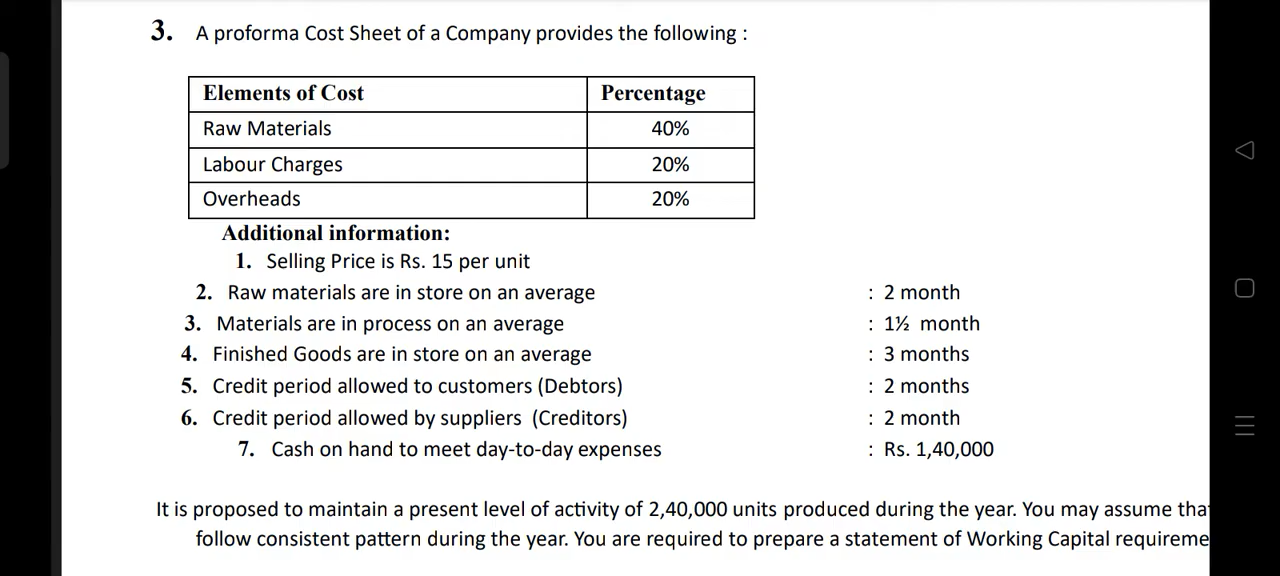 3. A proforma Cost Sheet of a Company provides the following :
Elements of Cost Percentage
Raw Materials 40%
Labour Charges 20%
Overheads 20%
Additional information:
1. Selling Price is Rs. 15 per unit
2. Raw materials are in store on an average : 2 month
3. Materials are in process on an average : 1½ month
4. Finished Goods are in store on an average : 3 months
5. Credit period allowed to customers (Debtors) : 2 months
6. Credit period allowed by suppliers (Creditors) : 2 month
7. Cash on hand to meet day-to-day expenses : Rs. 1,40,000
It is proposed to maintain a present level of activity of 2,40,000 units produced during the year. You may assume
follow consistent pattern during the year. You are required to prepare a statement of Working Capital